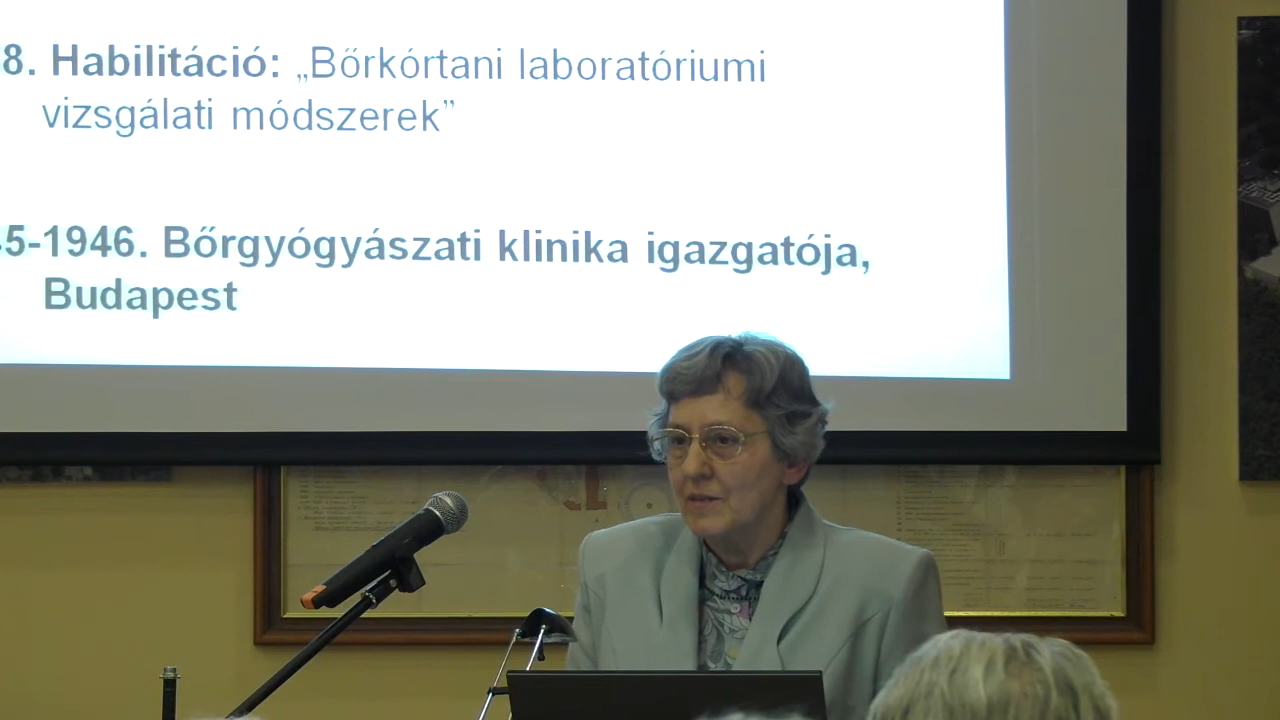 8. Habilitáció: „Bőrkórtani laboratóriumi
vizsgálati módszerek”
5-1946. Bőrgyógyászati klinika igazgatója,
Budapest